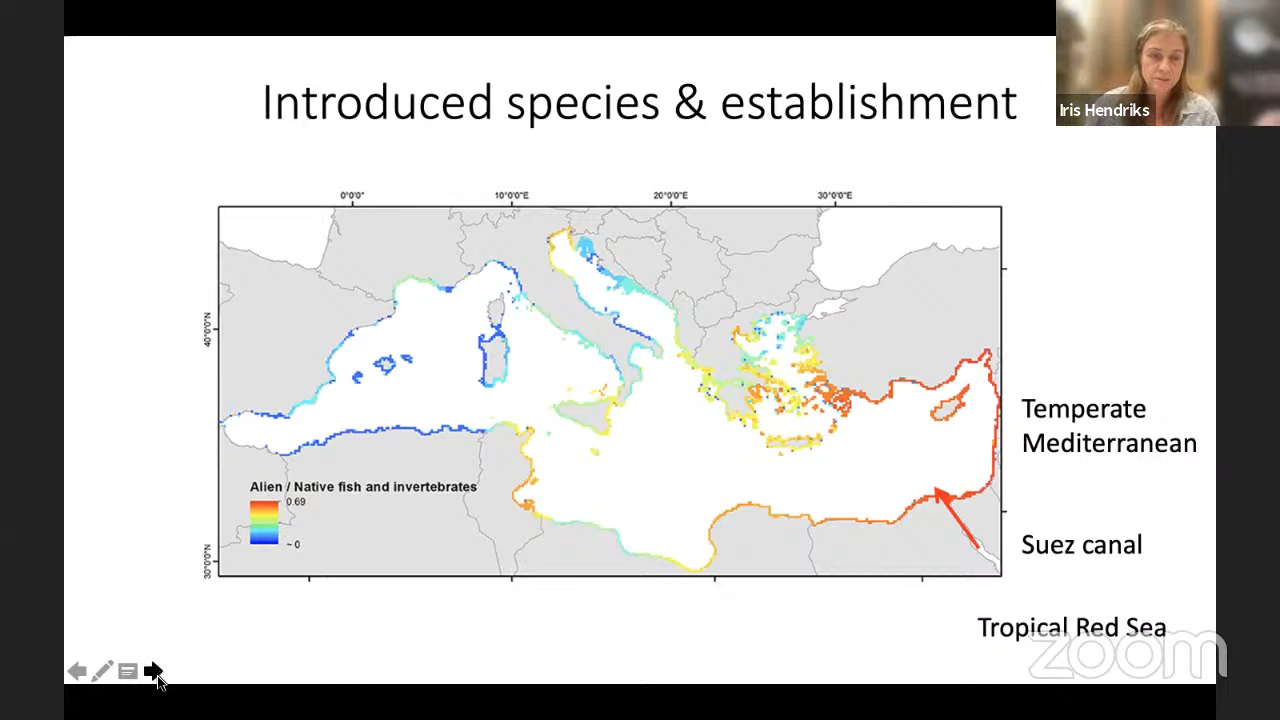 Iris Hendriks
Introduced species & establishment
0°0'0"
10°0'0"E
20°0'0"E
30°0'0"E
40°0'0"N
30°0'0"N
Alien / Native fish and invertebrates
0.69
~ 0
Temperate
Mediterranean
Suez canal
Tropical Red Sea
zoom